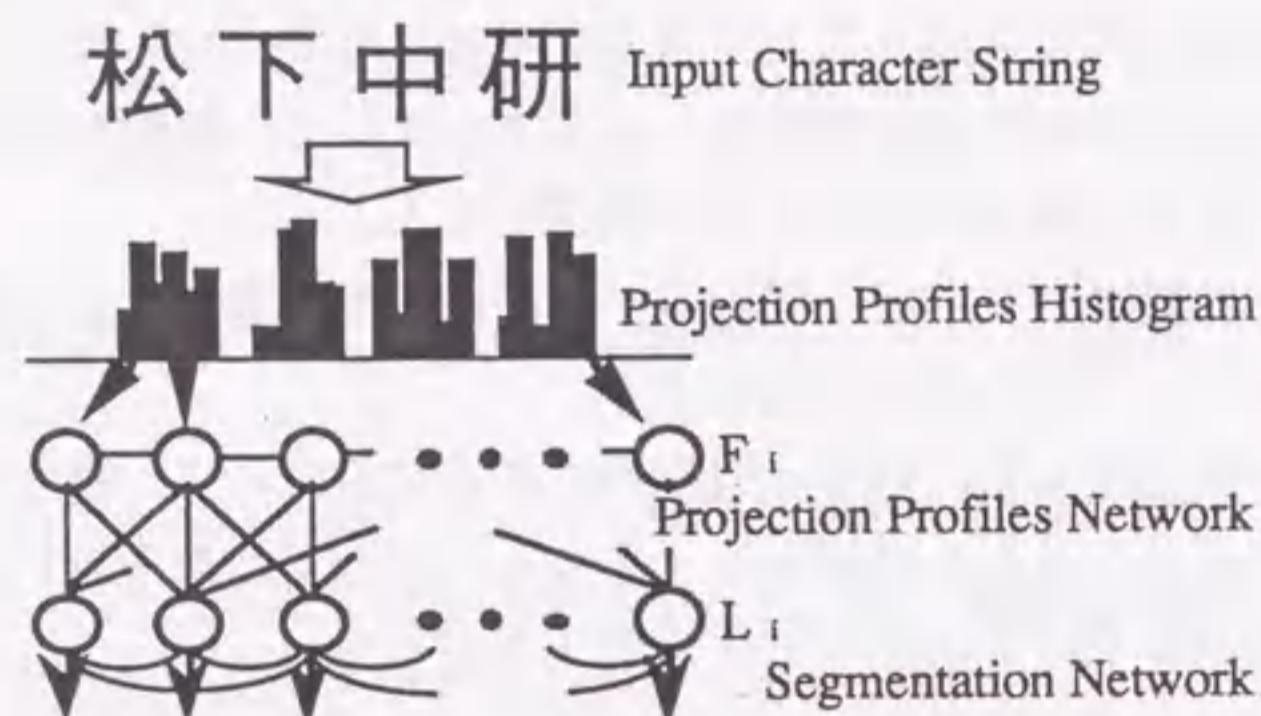 松下中研 Input Character String
Projection Profiles Histogram
F i
Projection Profiles Network
L i
Segmentation Network